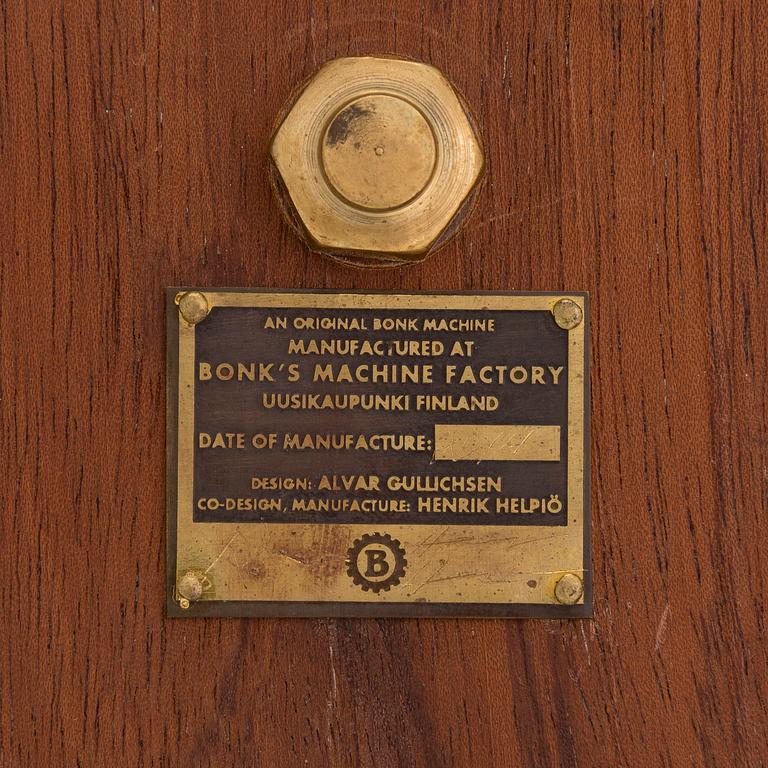 AN ORIGINAL BONK MACHINE
MANUFACTURED AT
BONK'S MACHINE FACTORY
UUSIKAUPUNKI FINLAND
DATE OF MANUFACTURE:
DESIGN: ALVAR GULLICHSEN
CO-DESIGN, MANUFACTURE: HENRIK HELPIÖ
B